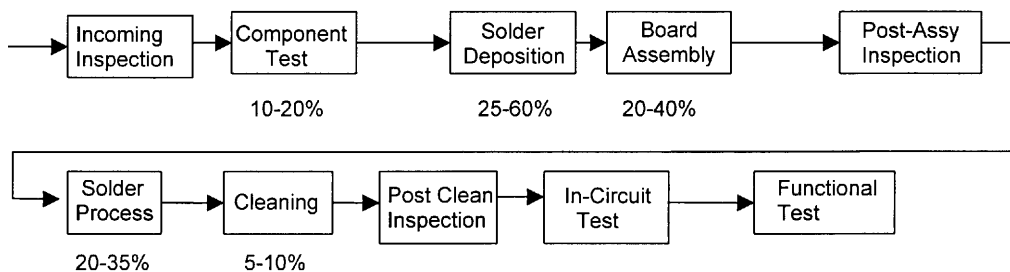 Incoming
Inspection
Component
Test
Solder
Deposition
Board
Assembly
Post-Assy
Inspection
10-20%
25-60%
20-40%
Solder
Process
Cleaning
Post Clean
Inspection
In-Circuit
Test
Functional
Test
20-35%
5-10%